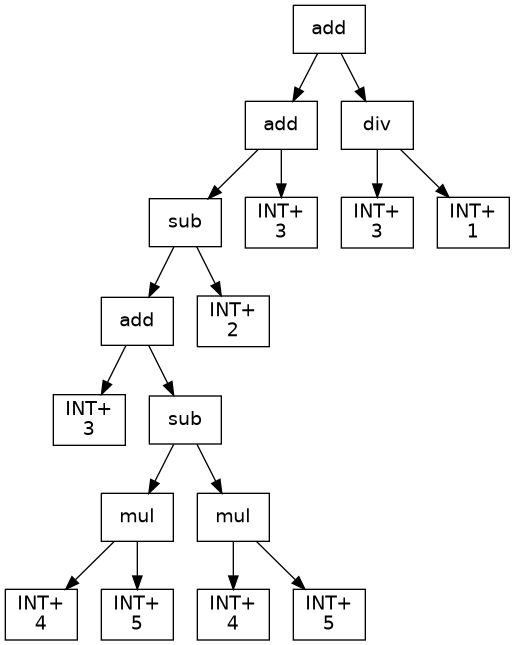 add
add
div
sub
INT+
3
INT+
3
INT+
1
add
INT+
2
INT+
3
sub
mul
mul
INT+
4
INT+
5
INT+
4
INT+
5